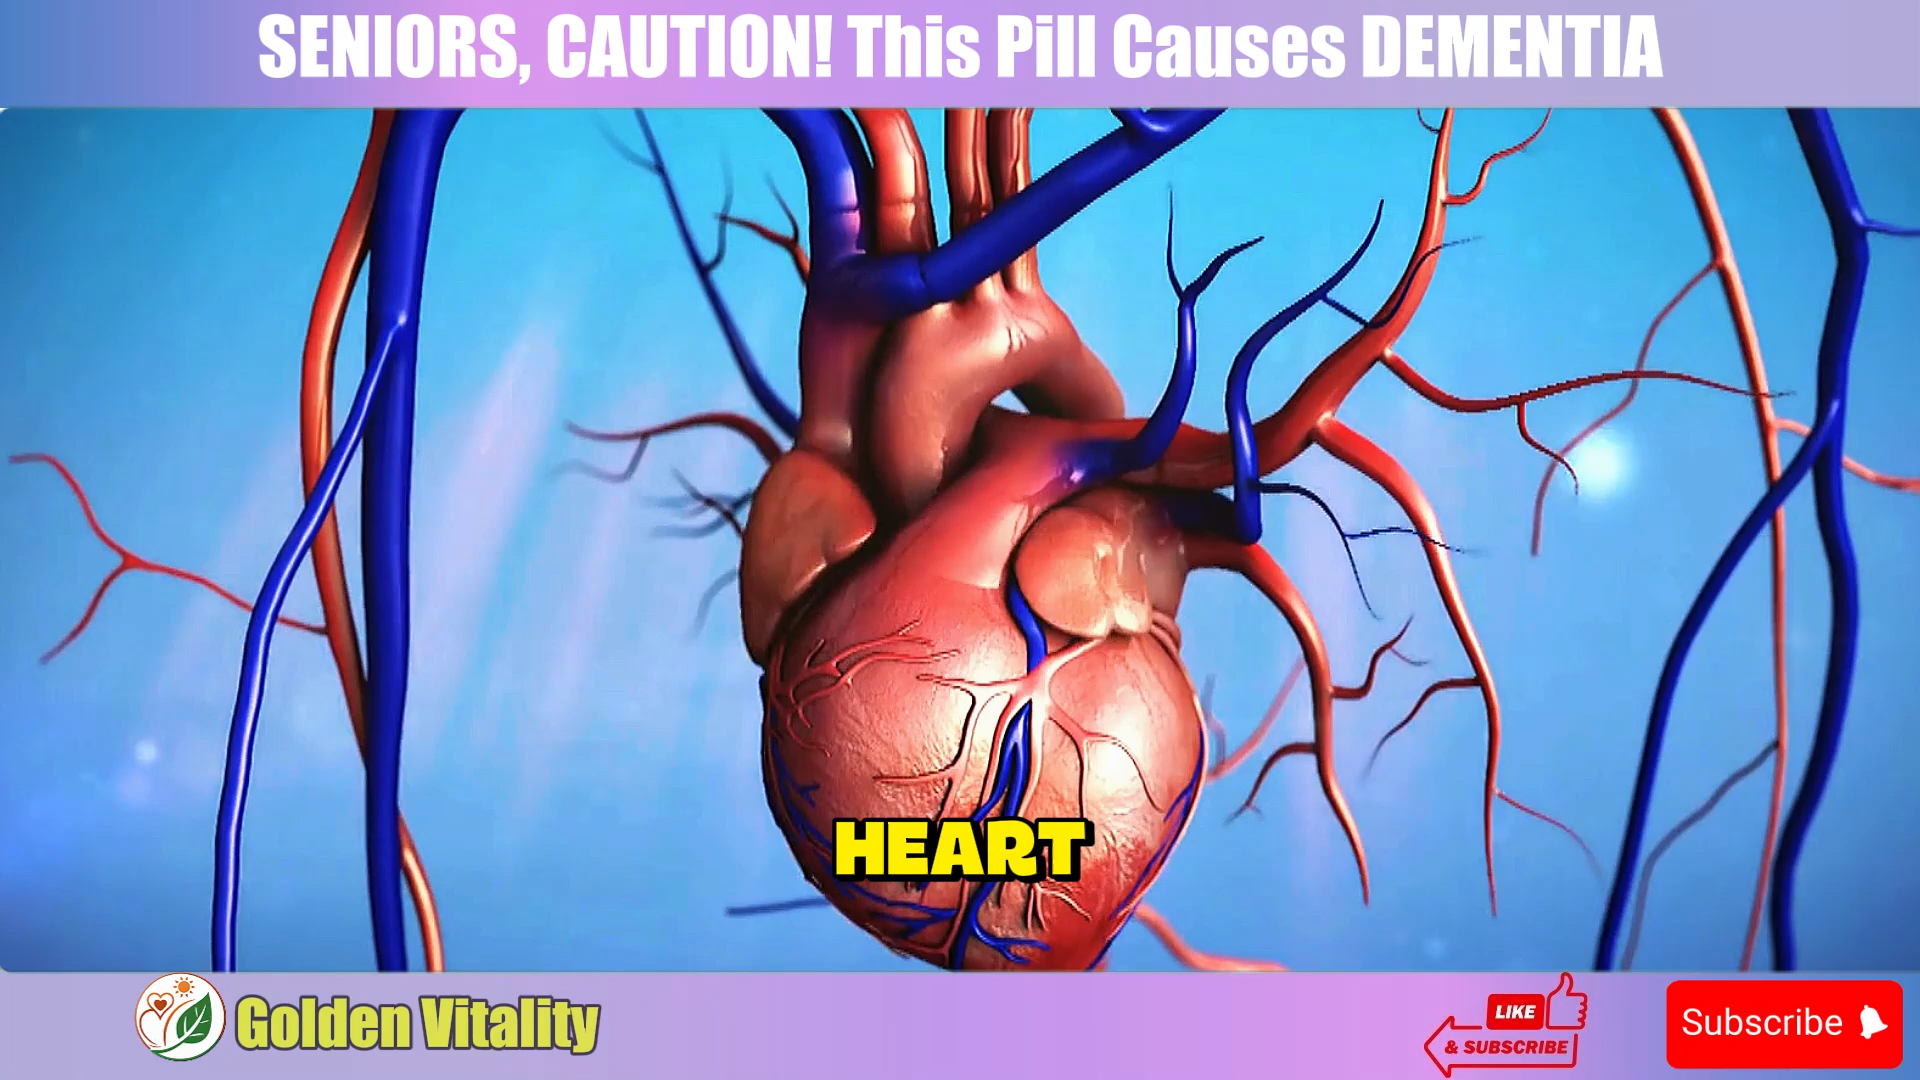 SENIORS, CAUTION! This Pill Causes DEMENTIA
HEART
Golden Vitality
LIKE
& SUBSCRIBE
Subscribe